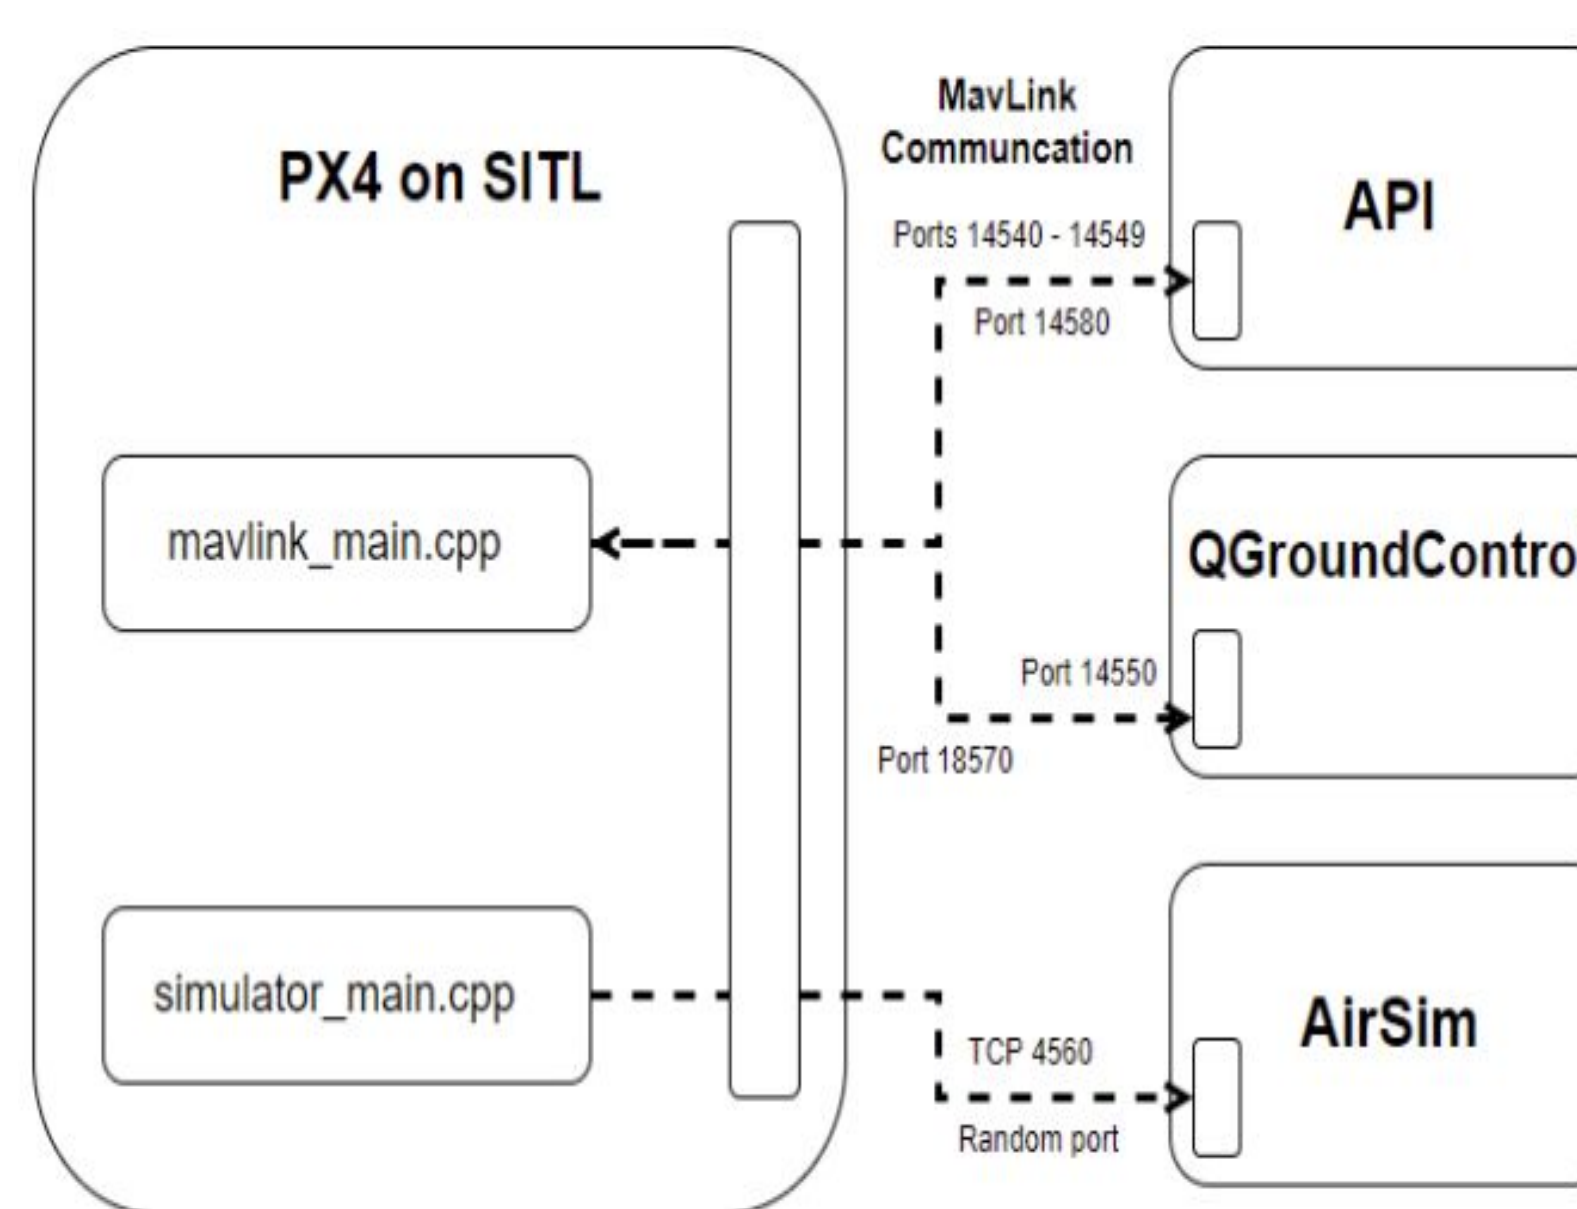 PX4 on SITL
mavlink_main.cpp
simulator_main.cpp
MavLink
Communcation
Ports 14540 - 14549
Port 14580
Port 14550
Port 18570
TCP 4560
Random port
API
QGroundContro
AirSim